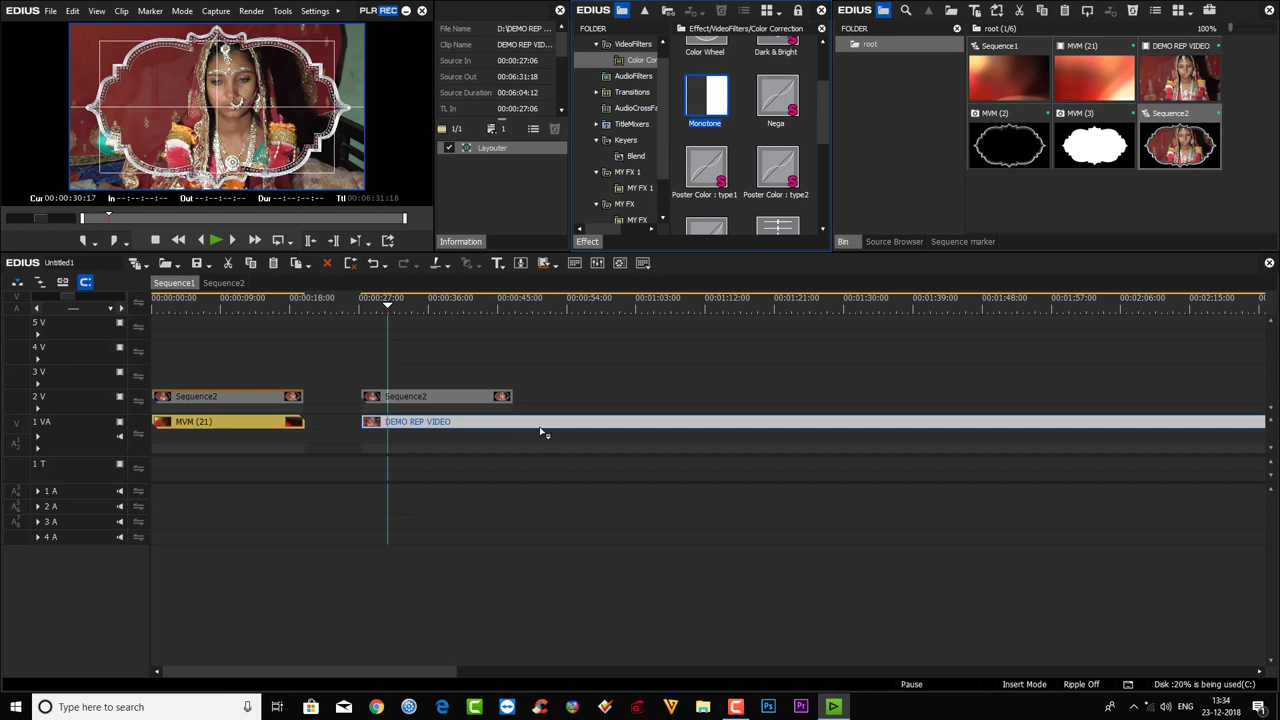 EDIUS File Edit View Clip Marker Mode Capture Render Tools Settings PLR REC
Cur 00:00:30:17 In --:--:--:-- Out --:--:--:-- Dur --:--:--:-- Ttl 00:06:31:18
File Name D:\DEMO REP
Clip Name DEMO REP VID...
Source In 00:00:27:06
Source Out 00:06:31:18
Source Duration 00:06:04:12
TL In 00:00:27:06
1/1 1
Layouter
Information
EDIUS
FOLDER Effect/VideoFilters/Color Correction
VideoFilters
Color Cor
AudioFilters
Transitions
AudioCrossFa
TitleMixers
Keyers
Blend
MY FX 1
MY FX 1
MY FX
MY FX
Color Wheel Dark & Bright
Monotone Nega
Poster Color : type1 Poster Color : type2
Effect
EDIUS
FOLDER root (1/6) 100%
root
Sequence1 MVM (21) DEMO REP VIDEO
MVM (2) MVM (3) Sequence2
Bin Source Browser Sequence marker
EDIUS Untitled1
Sequence1 Sequence2
V
A
00:00:00:00 00:00:09:00 00:00:18:00 00:00:27:00 00:00:36:00 00:00:45:00 00:00:54:00 00:01:03:00 00:01:12:00 00:01:21:00 00:01:30:00 00:01:39:00 00:01:48:00 00:01:57:00 00:02:06:00 00:02:15:00
5 V
4 V
3 V
2 V Sequence2 Sequence2
V 1 VA MVM (21) DEMO REP VIDEO
1 T
1 A
2 A
3 A
4 A
Pause Insert Mode Ripple Off Disk :20% is being used(C:)
Type here to search
ENG
13:34
23-12-2018